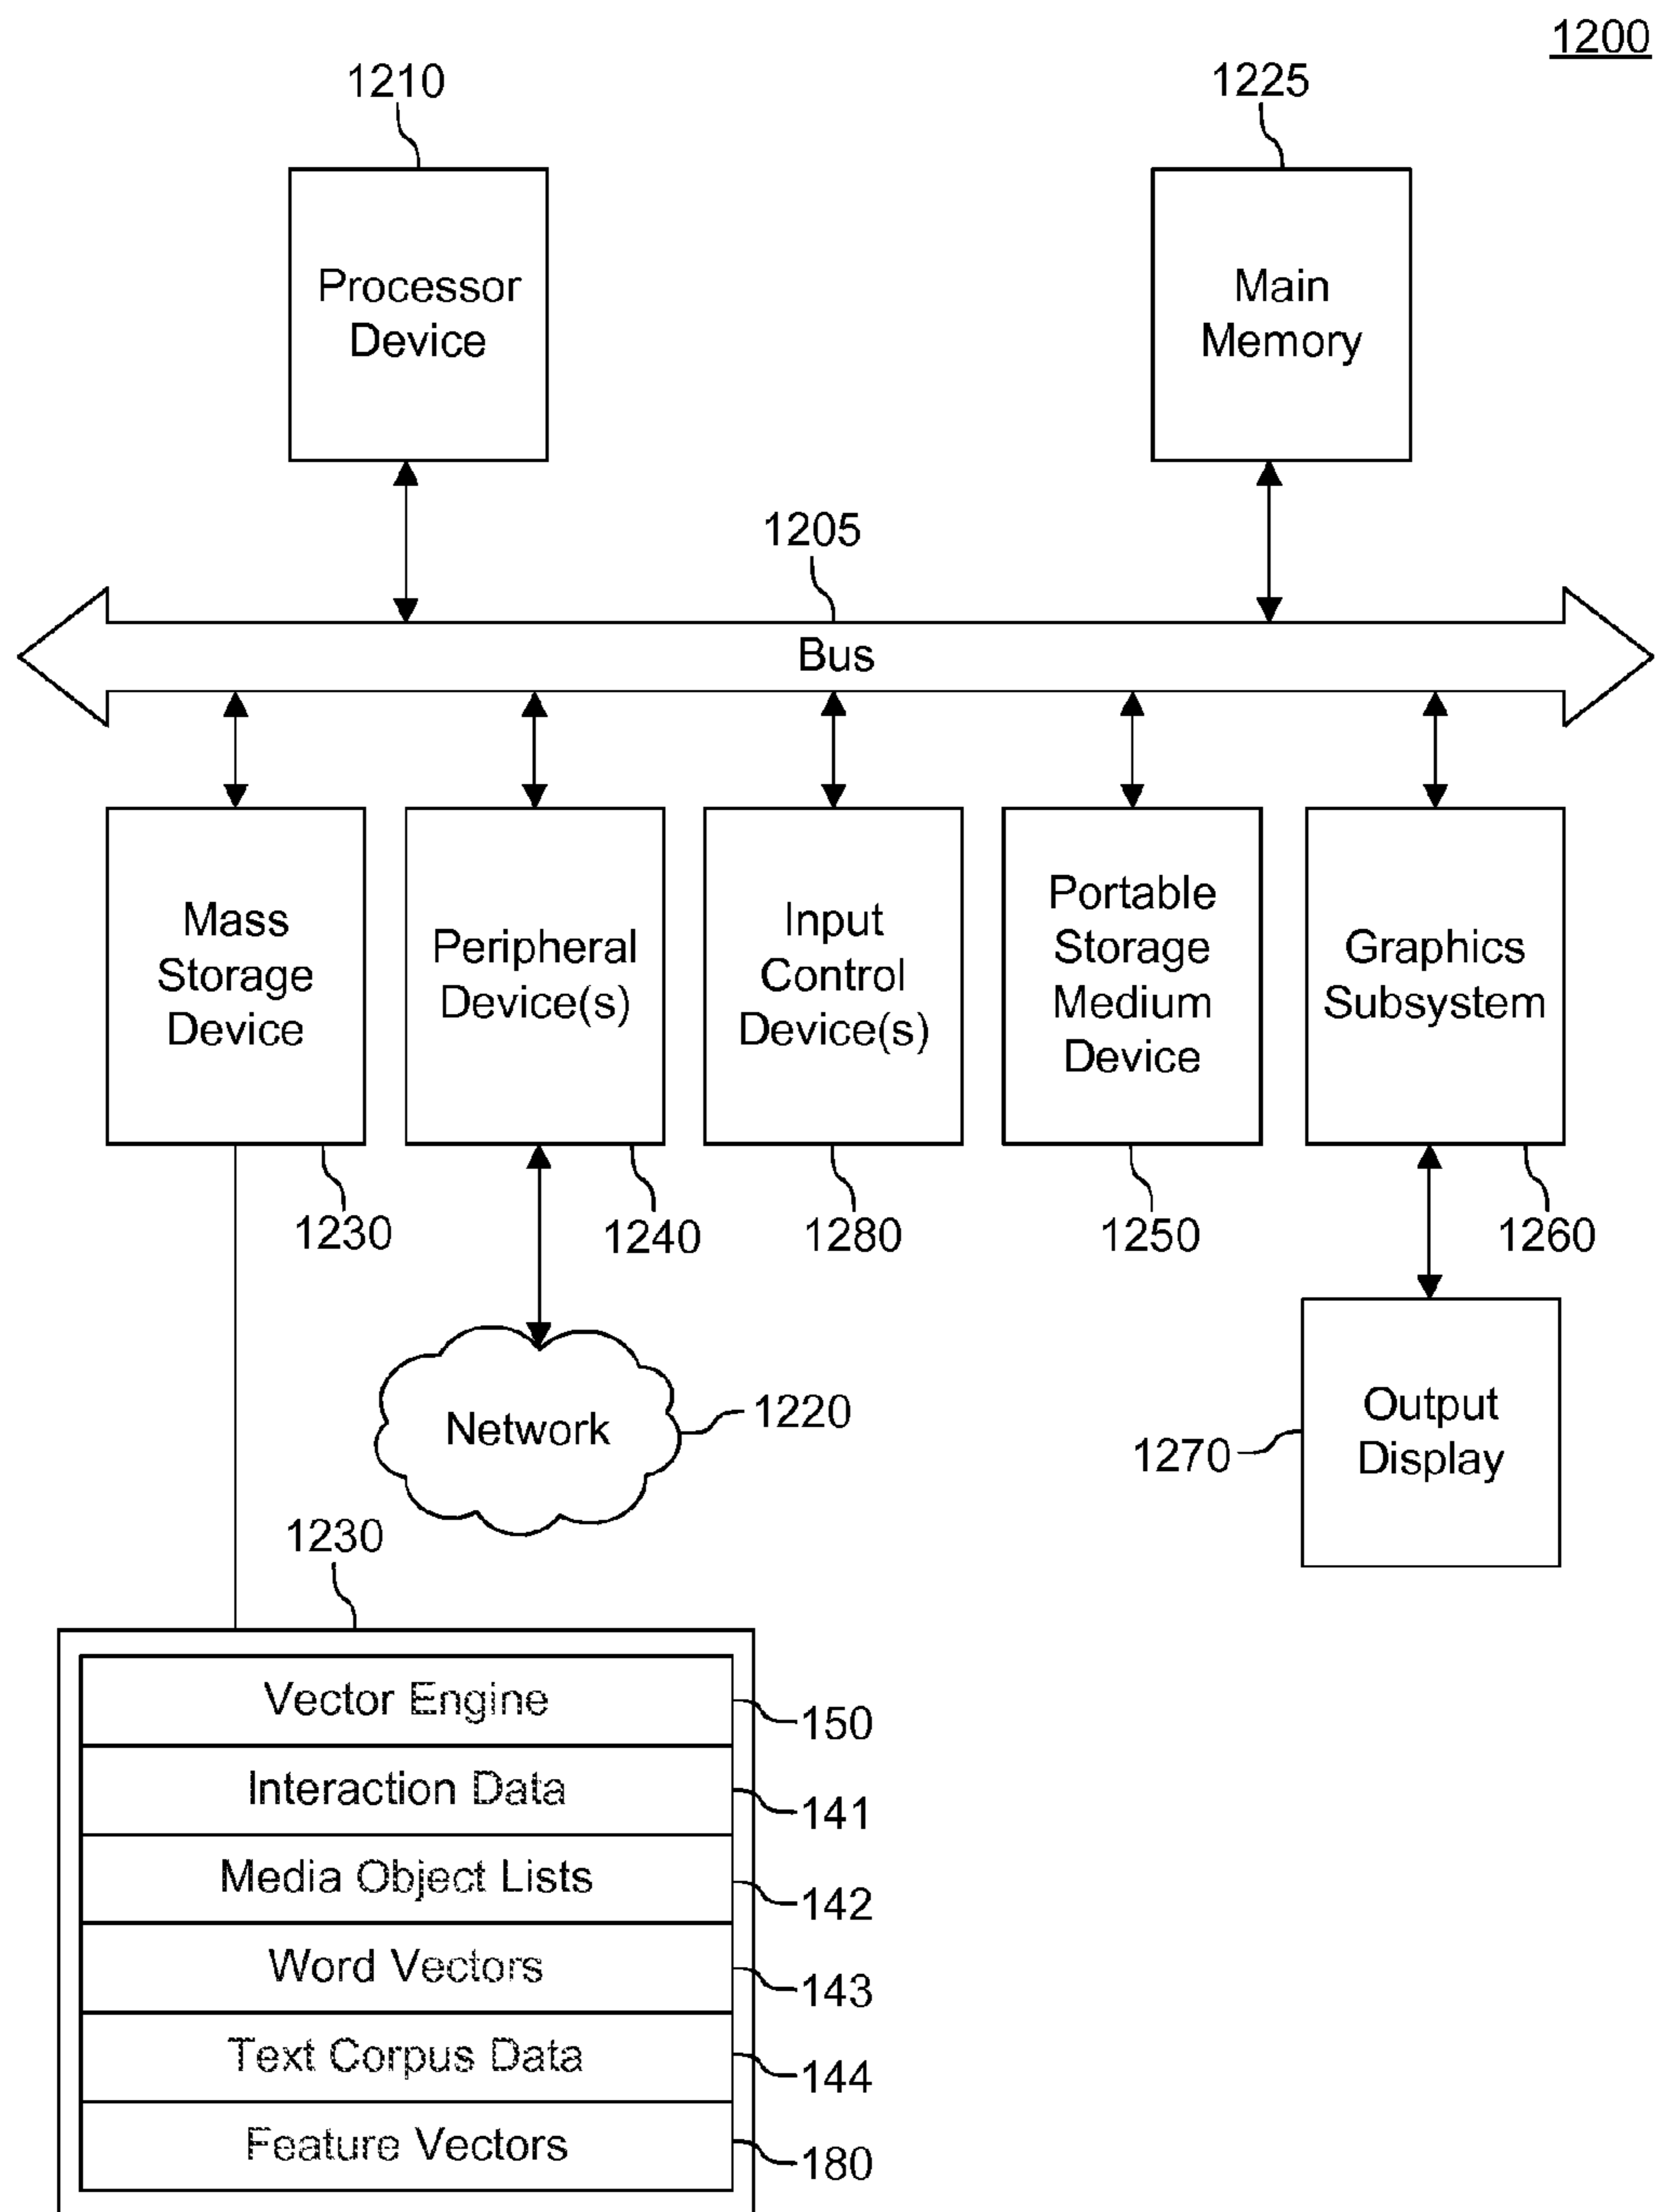 1200
1210
1225
Processor
Device
Main
Memory
1205
Bus
Mass
Storage
Device
Peripheral
Device(s)
Input
Control
Device(s)
Portable
Storage
Medium
Device
Graphics
Subsystem
1230
1240
1280
1250
1260
Network
1220
Output
Display
1270
1230
Vector Engine
150
Interaction Data
141
Media Object Lists
142
Word Vectors
143
Text Corpus Data
144
Feature Vectors
180